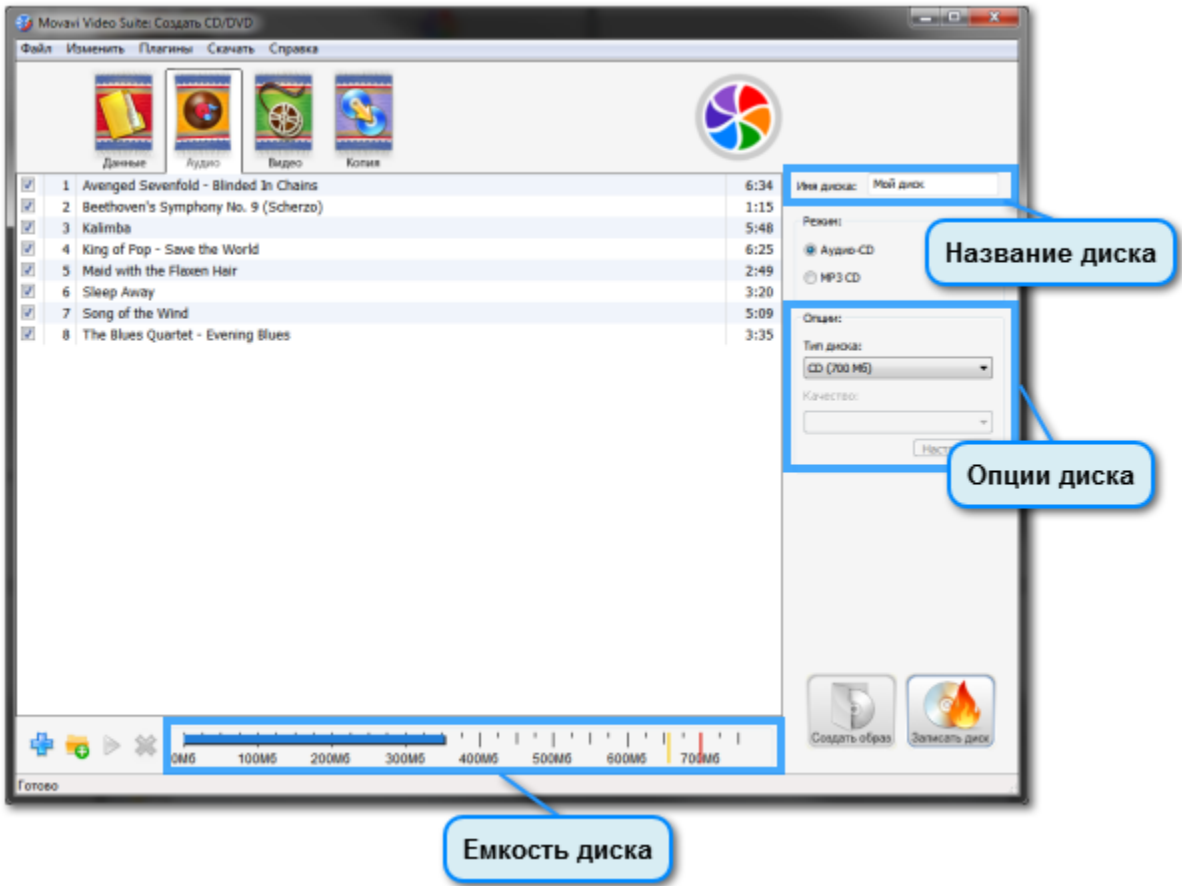 Movavi Video Suite: Создать CD/DVD
Файл Изменить Плагины Скачать Справка
Данные Аудио Видео Копия
1 Avenged Sevenfold - Blinded In Chains 6:34
2 Beethoven's Symphony No. 9 (Scherzo) 1:15
3 Kalimba 5:48
4 King of Pop - Save the World 6:25
5 Maid with the Flaxen Hair 2:49
6 Sleep Away 3:20
7 Song of the Wind 5:09
8 The Blues Quartet - Evening Blues 3:35
Имя диска: Мой диск
Название диска
Режим:
Аудио-CD
MP3 CD
Опции:
Тип диска:
CD (700 Мб)
Качество:
Опции диска
Создать образ Записать диск
0Мб 100Мб 200Мб 300Мб 400Мб 500Мб 600Мб 700Мб
Готово
Емкость диска